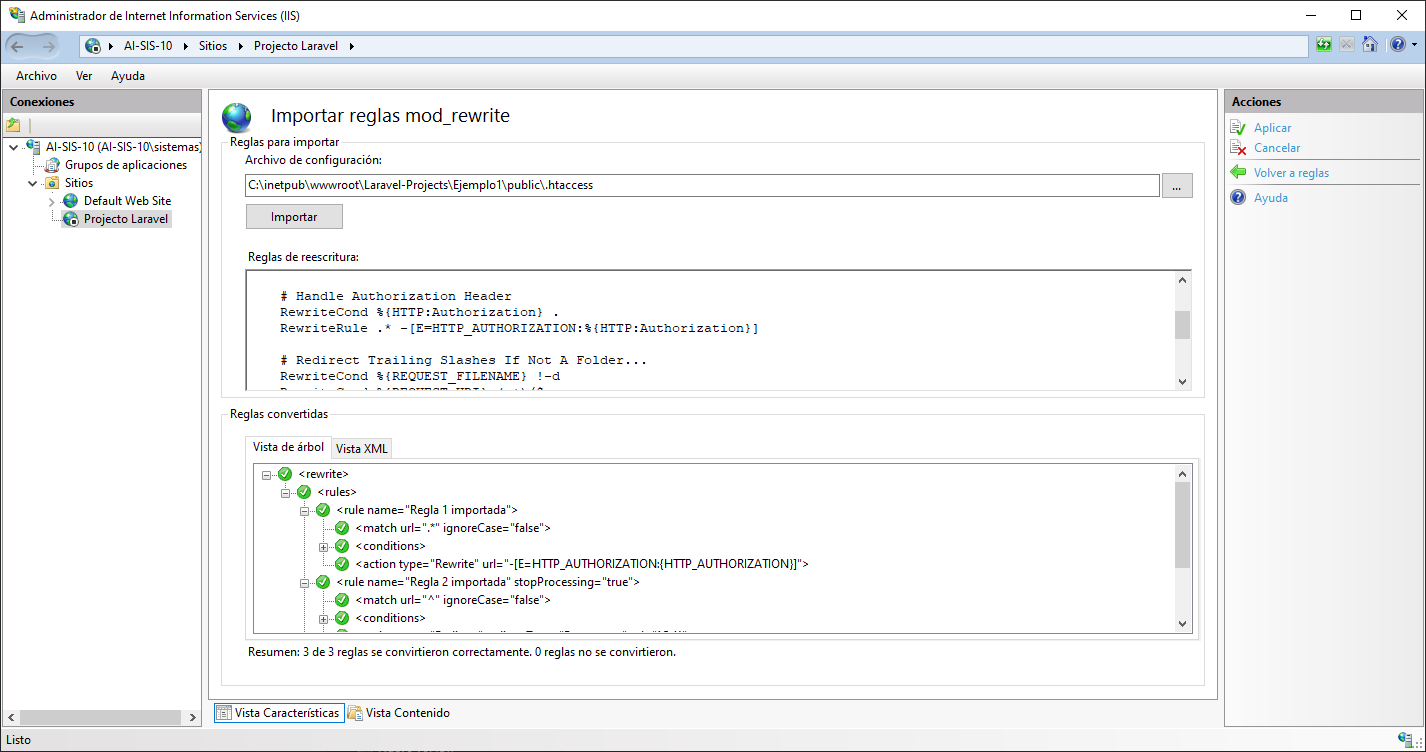 Administrador de Internet Information Services (IIS)
AI-SIS-10 Sitios Projecto Laravel
Archivo Ver Ayuda
Conexiones
AI-SIS-10 (AI-SIS-10\sistemas)
Grupos de aplicaciones
Sitios
Default Web Site
Projecto Laravel
Importar reglas mod_rewrite
Reglas para importar
Archivo de configuración:
C:\inetpub\wwwroot\Laravel-Projects\Ejemplo1\public\.htaccess
...
Importar
Reglas de reescritura:
# Handle Authorization Header
RewriteCond %{HTTP:Authorization} .
RewriteRule .* -[E=HTTP_AUTHORIZATION:%{HTTP:Authorization}]
# Redirect Trailing Slashes If Not A Folder...
RewriteCond %{REQUEST_FILENAME} !-d
Reglas convertidas
Vista de árbol Vista XML
<rewrite>
<rules>
<rule name="Regla 1 importada">
<match url=".*" ignoreCase="false">
<conditions>
<action type="Rewrite" url="-[E=HTTP_AUTHORIZATION:{HTTP_AUTHORIZATION}]">
<rule name="Regla 2 importada" stopProcessing="true">
<match url="^" ignoreCase="false">
<conditions>
Resumen: 3 de 3 reglas se convirtieron correctamente. 0 reglas no se convirtieron.
Vista Características Vista Contenido
Acciones
Aplicar
Cancelar
Volver a reglas
Ayuda
Listo